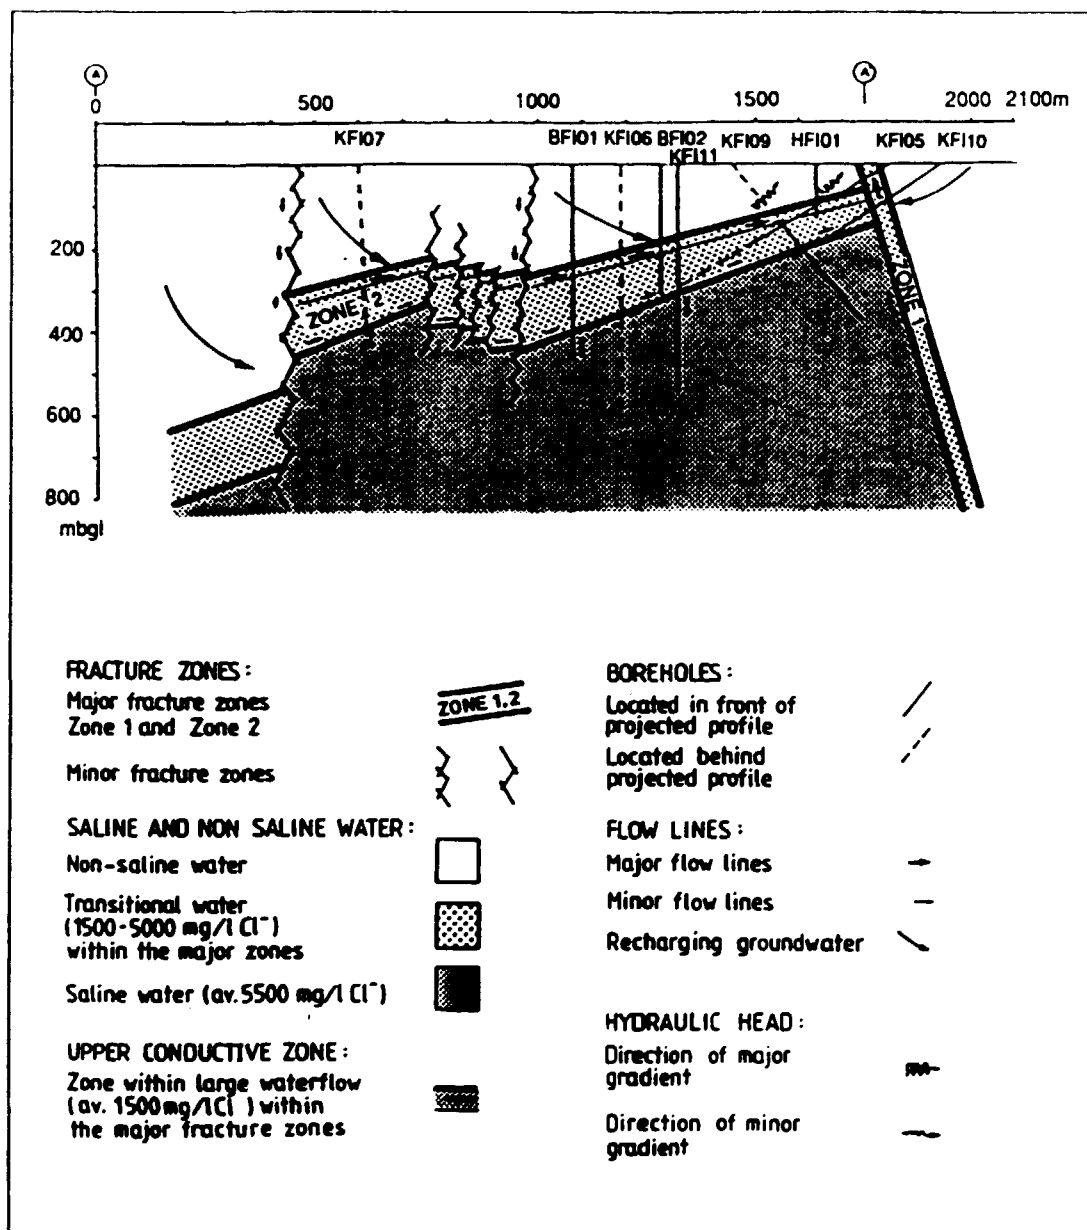 A A
0 500 1000 1500 2000 2100m
KFI07 BFI01 KFI06 BFI02 KFI09 HFI01 KFI05 KFI10
KFI11
200
400
600
800
mbgl
ZONE 2
ZONE 1
FRACTURE ZONES:
Major fracture zones
Zone 1 and Zone 2
ZONE 1,2
Minor fracture zones
SALINE AND NON SALINE WATER:
Non-saline water
Transitional water
(1500-5000 mg/l Cl⁻)
within the major zones
Saline water (av. 5500 mg/l Cl⁻)
UPPER CONDUCTIVE ZONE:
Zone within large waterflow
(av. 1500mg/lCl ) within
the major fracture zones
BOREHOLES:
Located in front of
projected profile
Located behind
projected profile
FLOW LINES:
Major flow lines
Minor flow lines
Recharging groundwater
HYDRAULIC HEAD:
Direction of major
gradient
Direction of minor
gradient